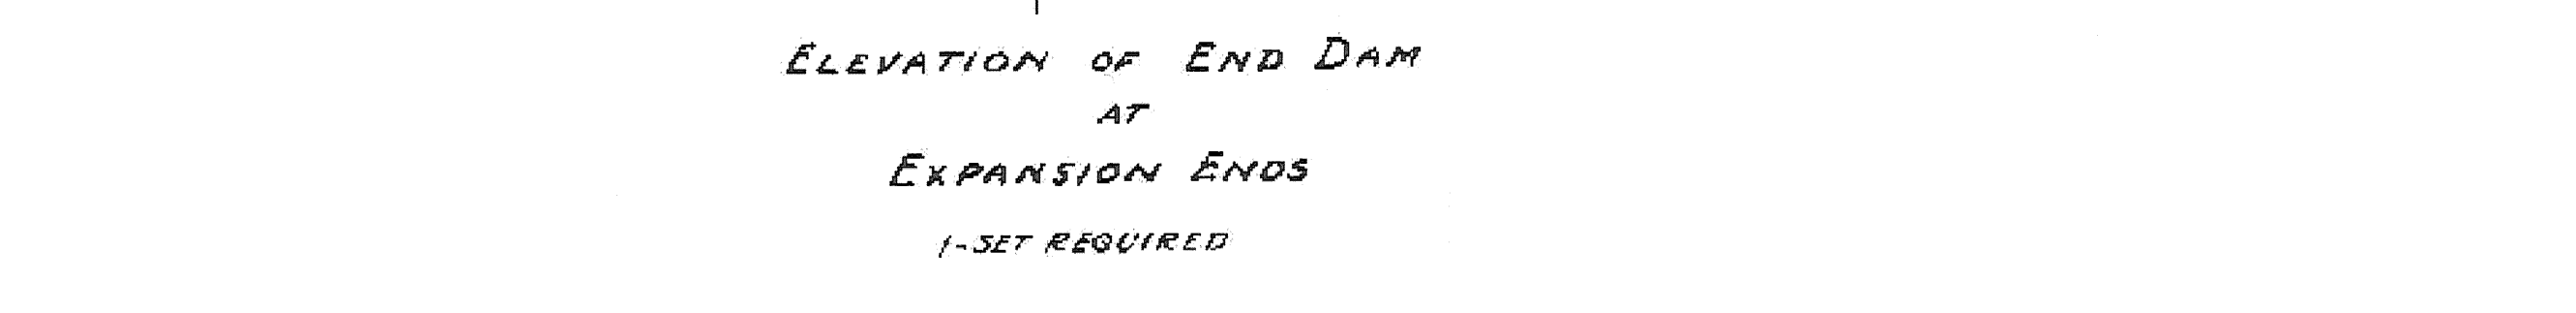 ELEVATION OF END DAM
AT
EXPANSION ENDS
1-SET REQUIRED